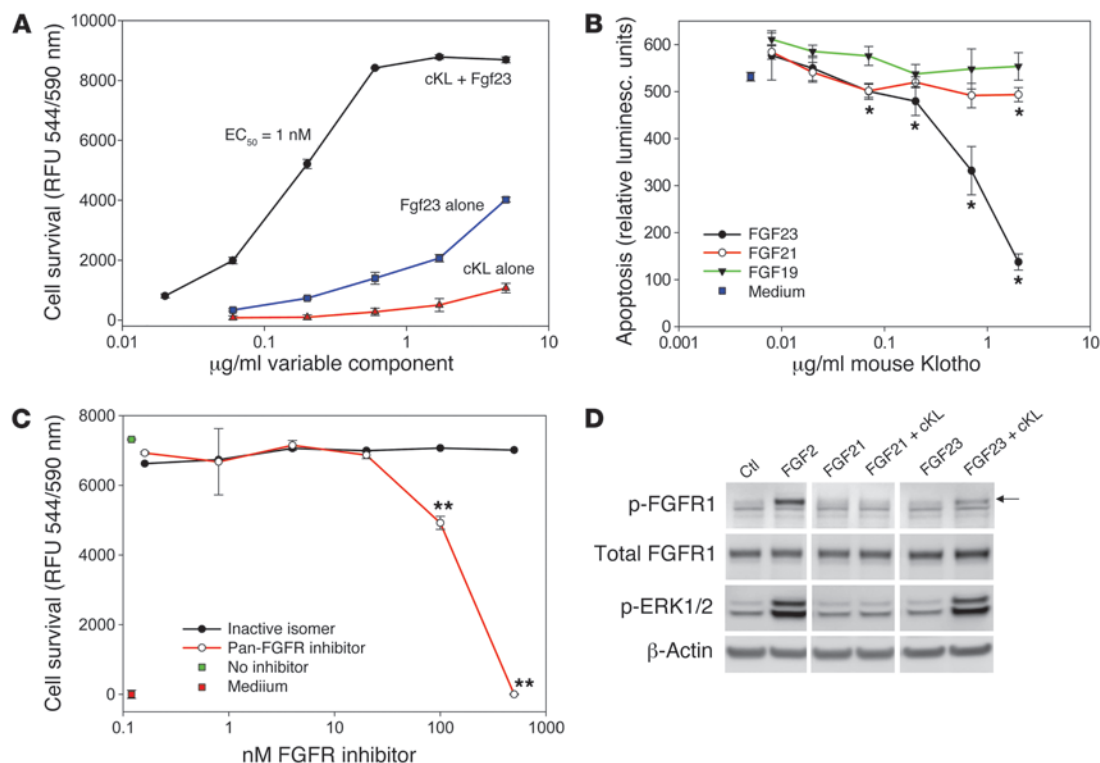 A
Cell survival (RFU 544/590 nm)
10000
8000
6000
4000
2000
0
cKL + Fgf23
EC50 = 1 nM
Fgf23 alone
cKL alone
0.01
0.1
1
10
μg/ml variable component
B
Apoptosis (relative luminesc. units)
600
500
400
300
200
100
0
*
*
*
*
*
FGF23
FGF21
FGF19
Medium
0.001
0.01
0.1
1
10
μg/ml mouse Klotho
C
Cell survival (RFU 544/590 nm)
8000
6000
4000
2000
0
**
**
Inactive isomer
Pan-FGFR inhibitor
No inhibitor
Mediium
0.1
1
10
100
1000
nM FGFR inhibitor
D
Ctl
FGF2
FGF21
FGF21 + cKL
FGF23
FGF23 + cKL
p-FGFR1
Total FGFR1
p-ERK1/2
β-Actin